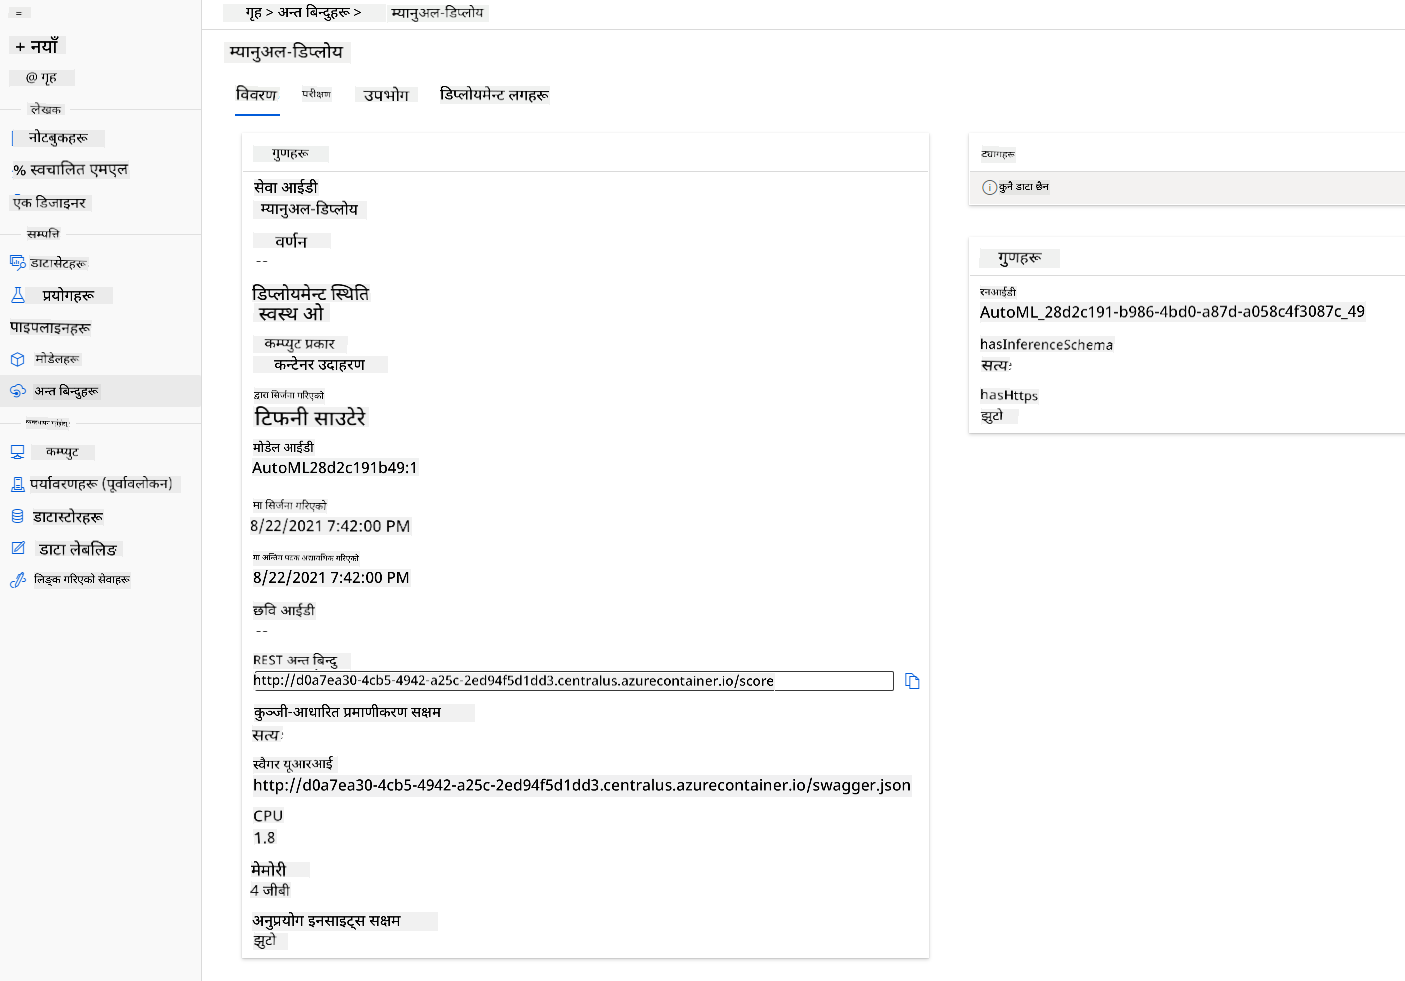 =
+ नयाँ
@ गृह
लेखक
नोटबुकहरू
% स्वचालित एमएल
एक डिजाइनर
सम्पत्ति
डाटासेटहरू
प्रयोगहरू
पाइपलाइनहरू
मोडेलहरू
अन्त बिन्दुहरू
कम्प्युट
पर्यावरणहरू (पूर्वावलोकन)
डाटास्टोरहरू
डाटा लेबलिङ
लिङ्क गरिएको सेवाहरू
गृह > अन्त बिन्दुहरू > म्यानुअल-डिप्लोय
म्यानुअल-डिप्लोय
विवरण परीक्षण उपभोग डिप्लोयमेन्ट लगहरू
गुणहरू
सेवा आईडी
म्यानुअल-डिप्लोय
वर्णन
--
डिप्लोयमेन्ट स्थिति
स्वस्थ ओ
कम्प्युट प्रकार
कन्टेनर उदाहरण
द्वारा सिर्जना गरिएको
टिफनी साउटेरे
मोडेल आईडी
AutoML28d2c191b49:1
मा सिर्जना गरिएको
8/22/2021 7:42:00 PM
मा अन्तिम पटक अद्यावधिक गरिएको
8/22/2021 7:42:00 PM
छवि आईडी
--
REST अन्त बिन्दु
http://d0a7ea30-4cb5-4942-a25c-2ed94f5d1dd3.centralus.azurecontainer.io/score
कुञ्जी-आधारित प्रमाणीकरण सक्षम
सत्य
स्वैगर यूआरआई
http://d0a7ea30-4cb5-4942-a25c-2ed94f5d1dd3.centralus.azurecontainer.io/swagger.json
CPU
1.8
मेमोरी
4 जीबी
अनुप्रयोग इनसाइट्स सक्षम
झुटो
ट्यागहरू
कुनै डाटा छैन
गुणहरू
रनआईडी
AutoML_28d2c191-b986-4bd0-a87d-a058c4f3087c_49
hasInferenceSchema
सत्य
hasHttps
झुटो